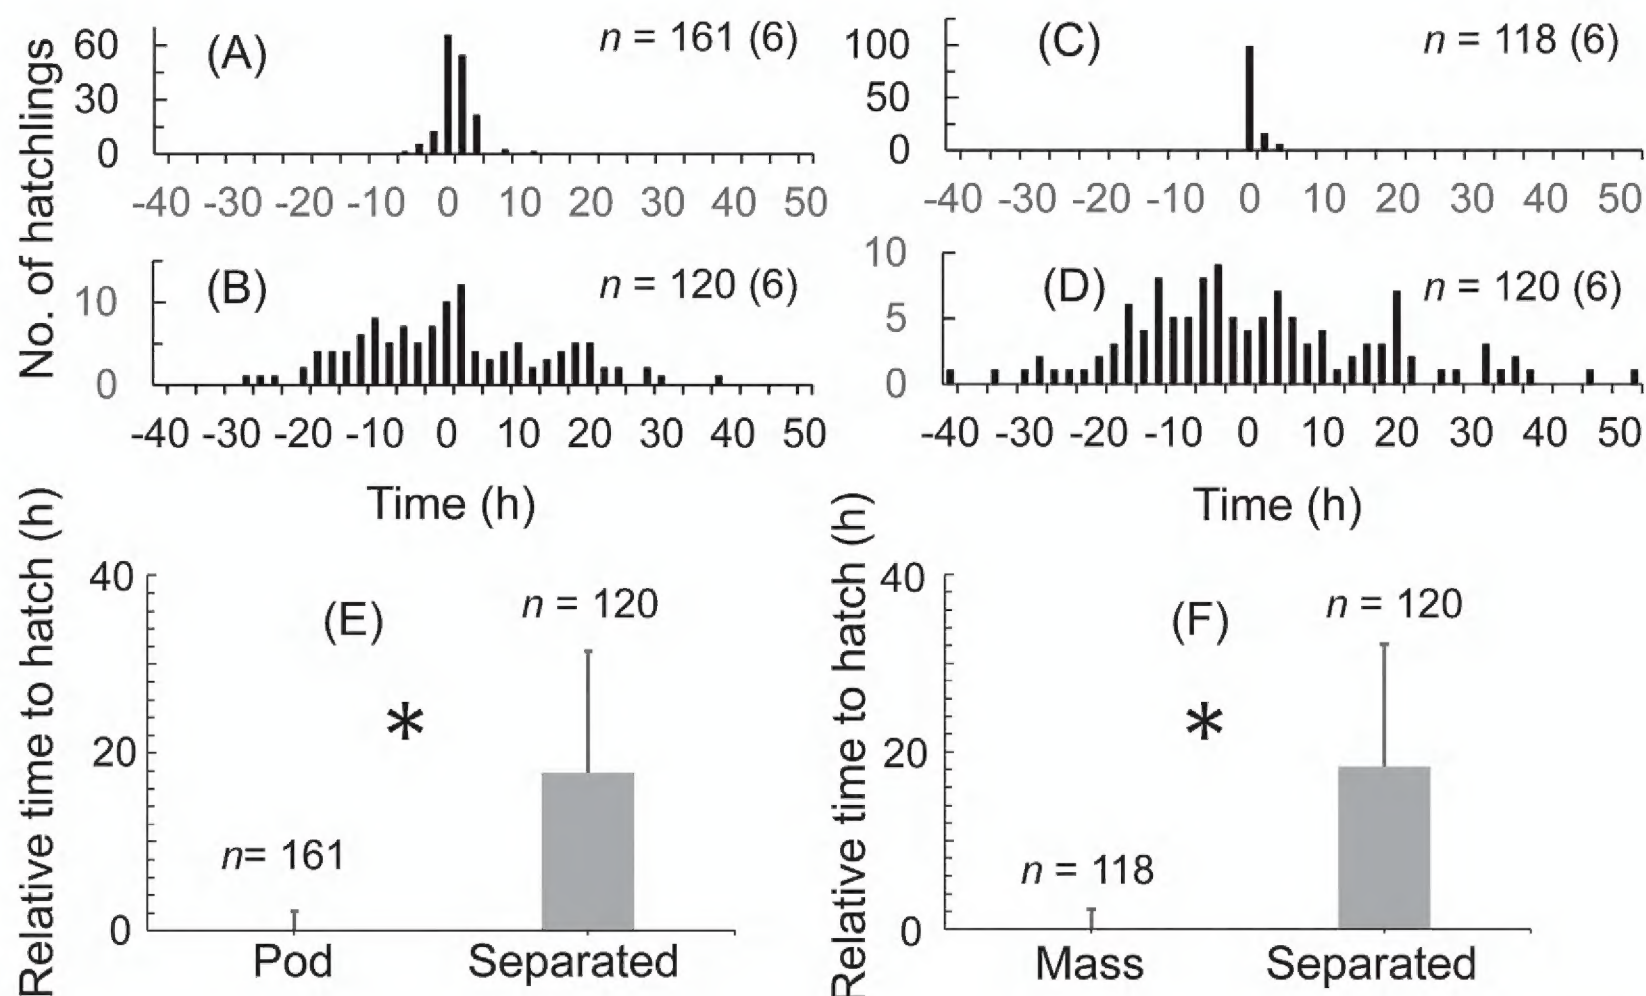 No. of hatchlings
60
30
0
(A)
n = 161 (6)
-40 -30 -20 -10 0 10 20 30 40 50
100
50
0
(C)
n = 118 (6)
-40 -30 -20 -10 0 10 20 30 40 50
10
0
(B)
n = 120 (6)
-40 -30 -20 -10 0 10 20 30 40 50
Time (h)
10
5
0
(D)
n = 120 (6)
-40 -30 -20 -10 0 10 20 30 40 50
Time (h)
Relative time to hatch (h)
40
20
0
(E)
n = 120
*
n= 161
Pod Separated
Relative time to hatch (h)
40
20
0
(F)
n = 120
*
n = 118
Mass Separated